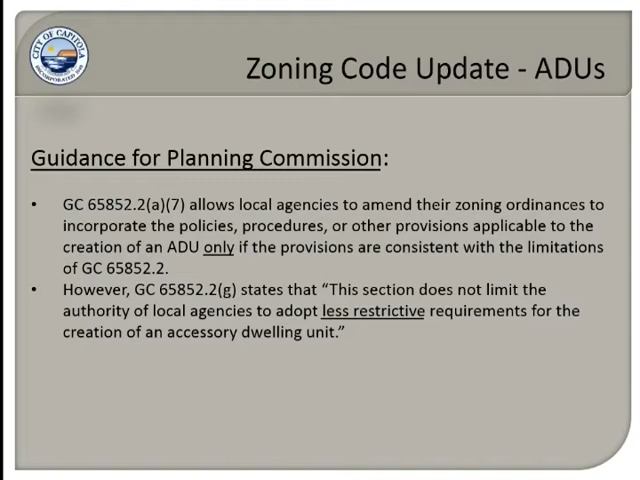 CITY OF CAPITOLA
Zoning Code Update - ADUs
Guidance for Planning Commission:
• GC 65852.2(a)(7) allows local agencies to amend their zoning ordinances to
incorporate the policies, procedures, or other provisions applicable to the
creation of an ADU only if the provisions are consistent with the limitations
of GC 65852.2.
• However, GC 65852.2(g) states that “This section does not limit the
authority of local agencies to adopt less restrictive requirements for the
creation of an accessory dwelling unit.”